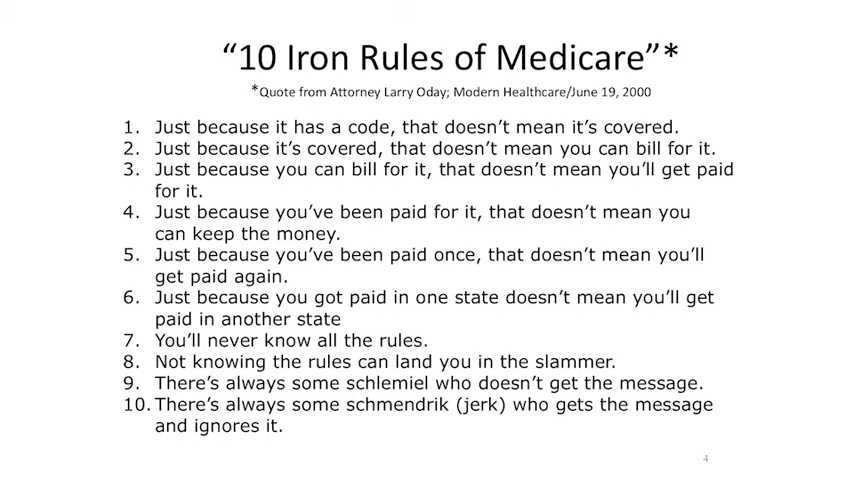 “10 Iron Rules of Medicare”*
*Quote from Attorney Larry Oday; Modern Healthcare/June 19, 2000
1. Just because it has a code, that doesn’t mean it’s covered.
2. Just because it’s covered, that doesn’t mean you can bill for it.
3. Just because you can bill for it, that doesn’t mean you’ll get paid
for it.
4. Just because you’ve been paid for it, that doesn’t mean you
can keep the money.
5. Just because you’ve been paid once, that doesn’t mean you’ll
get paid again.
6. Just because you got paid in one state doesn’t mean you’ll get
paid in another state
7. You’ll never know all the rules.
8. Not knowing the rules can land you in the slammer.
9. There’s always some schlemiel who doesn’t get the message.
10. There’s always some schmendrik (jerk) who gets the message
and ignores it.
4